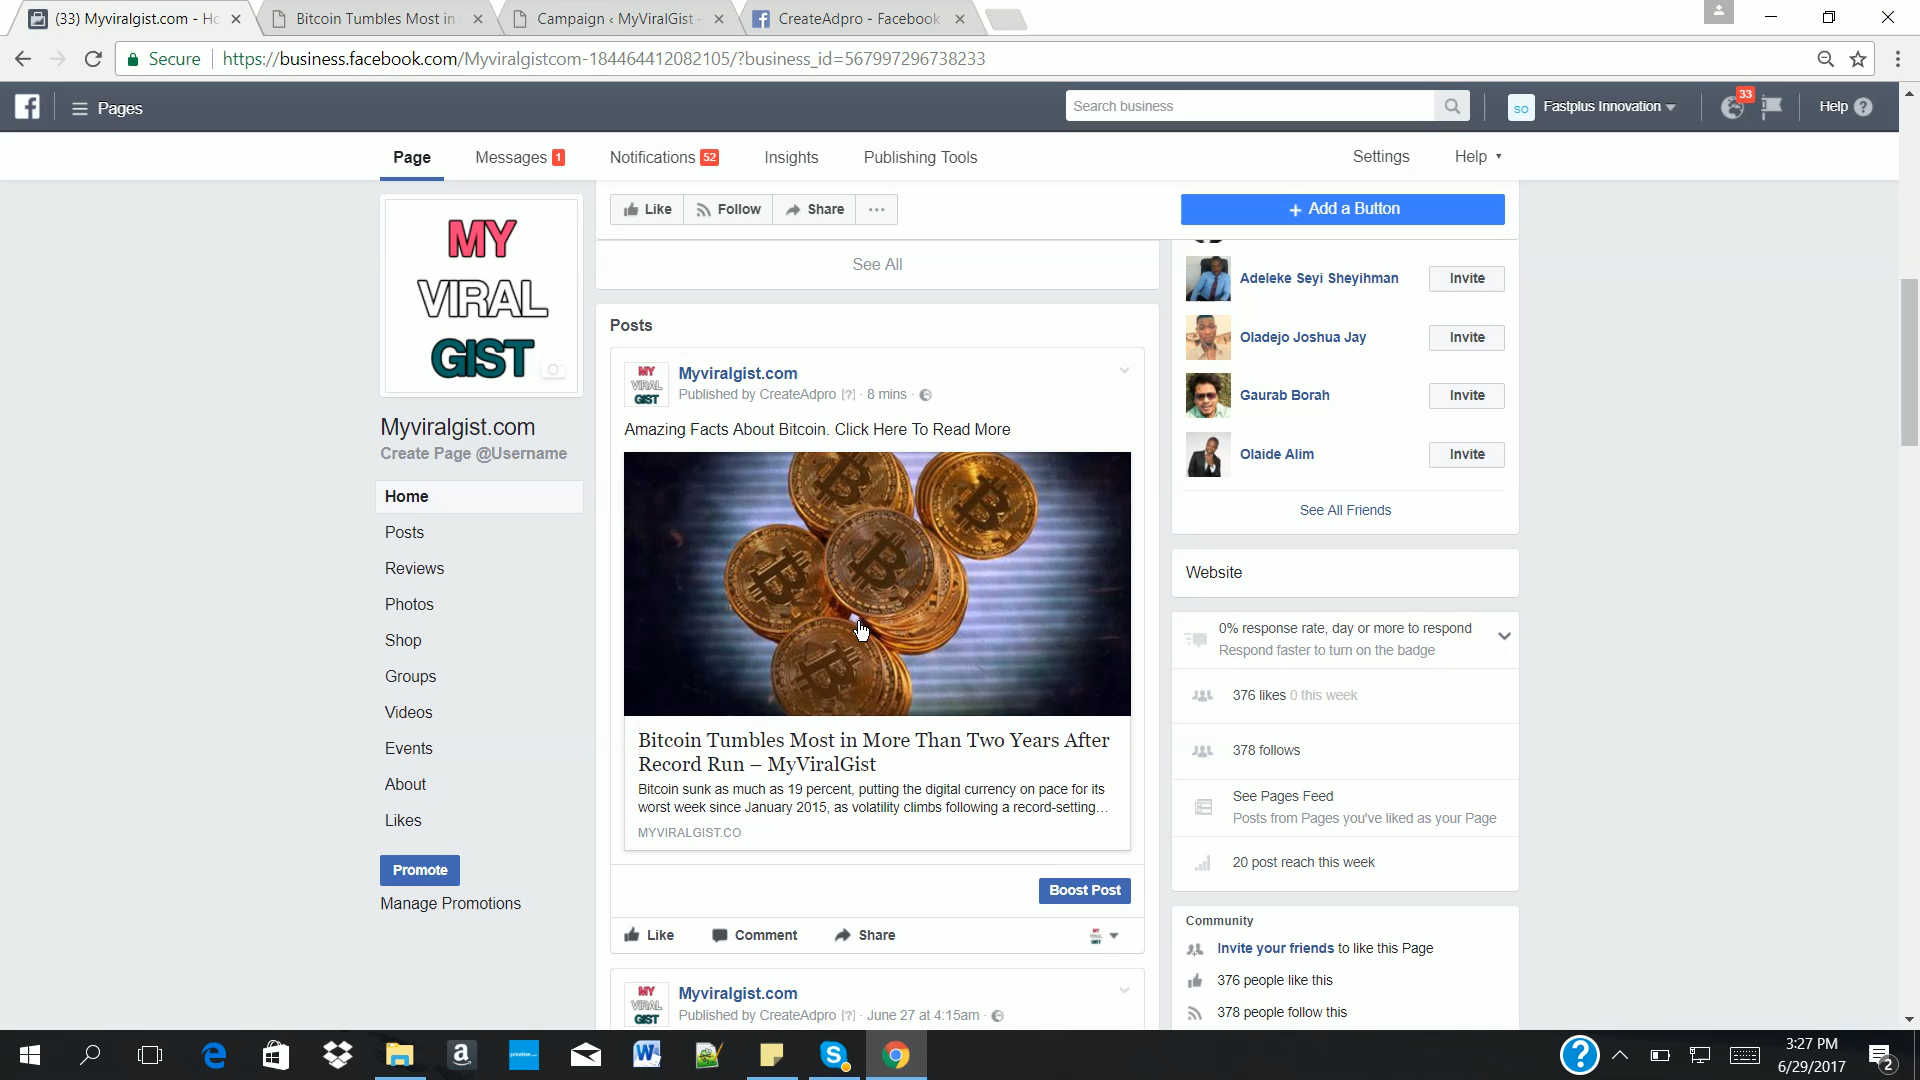 (33) Myviralgist.com - Ho
Bitcoin Tumbles Most in
Campaign ‹ MyViralGist -
CreateAdpro - Facebook
Secure
https://business.facebook.com/Myviralgistcom-184464412082105/?business_id=567997296738233
Pages
Search business
SO
Fastplus Innovation
33
Help
Page
Messages 1
Notifications 52
Insights
Publishing Tools
Settings
Help
MY
VIRAL
GIST
Myviralgist.com
Create Page @Username
Home
Posts
Reviews
Photos
Shop
Groups
Videos
Events
About
Likes
Promote
Manage Promotions
Like
Follow
Share
+ Add a Button
See All
Posts
MY
VIRAL
GIST
Myviralgist.com
Published by CreateAdpro [?] · 8 mins ·
Amazing Facts About Bitcoin. Click Here To Read More
Bitcoin Tumbles Most in More Than Two Years After
Record Run – MyViralGist
Bitcoin sunk as much as 19 percent, putting the digital currency on pace for its
worst week since January 2015, as volatility climbs following a record-setting...
MYVIRALGIST.CO
Boost Post
Like
Comment
Share
MY
VIRAL
GIST
Myviralgist.com
Published by CreateAdpro [?] · June 27 at 4:15am ·
Adeleke Seyi Sheyihman
Invite
Oladejo Joshua Jay
Invite
Gaurab Borah
Invite
Olaide Alim
Invite
See All Friends
Website
0% response rate, day or more to respond
Respond faster to turn on the badge
376 likes 0 this week
378 follows
See Pages Feed
Posts from Pages you've liked as your Page
20 post reach this week
Community
Invite your friends to like this Page
376 people like this
378 people follow this
3:27 PM
6/29/2017
2